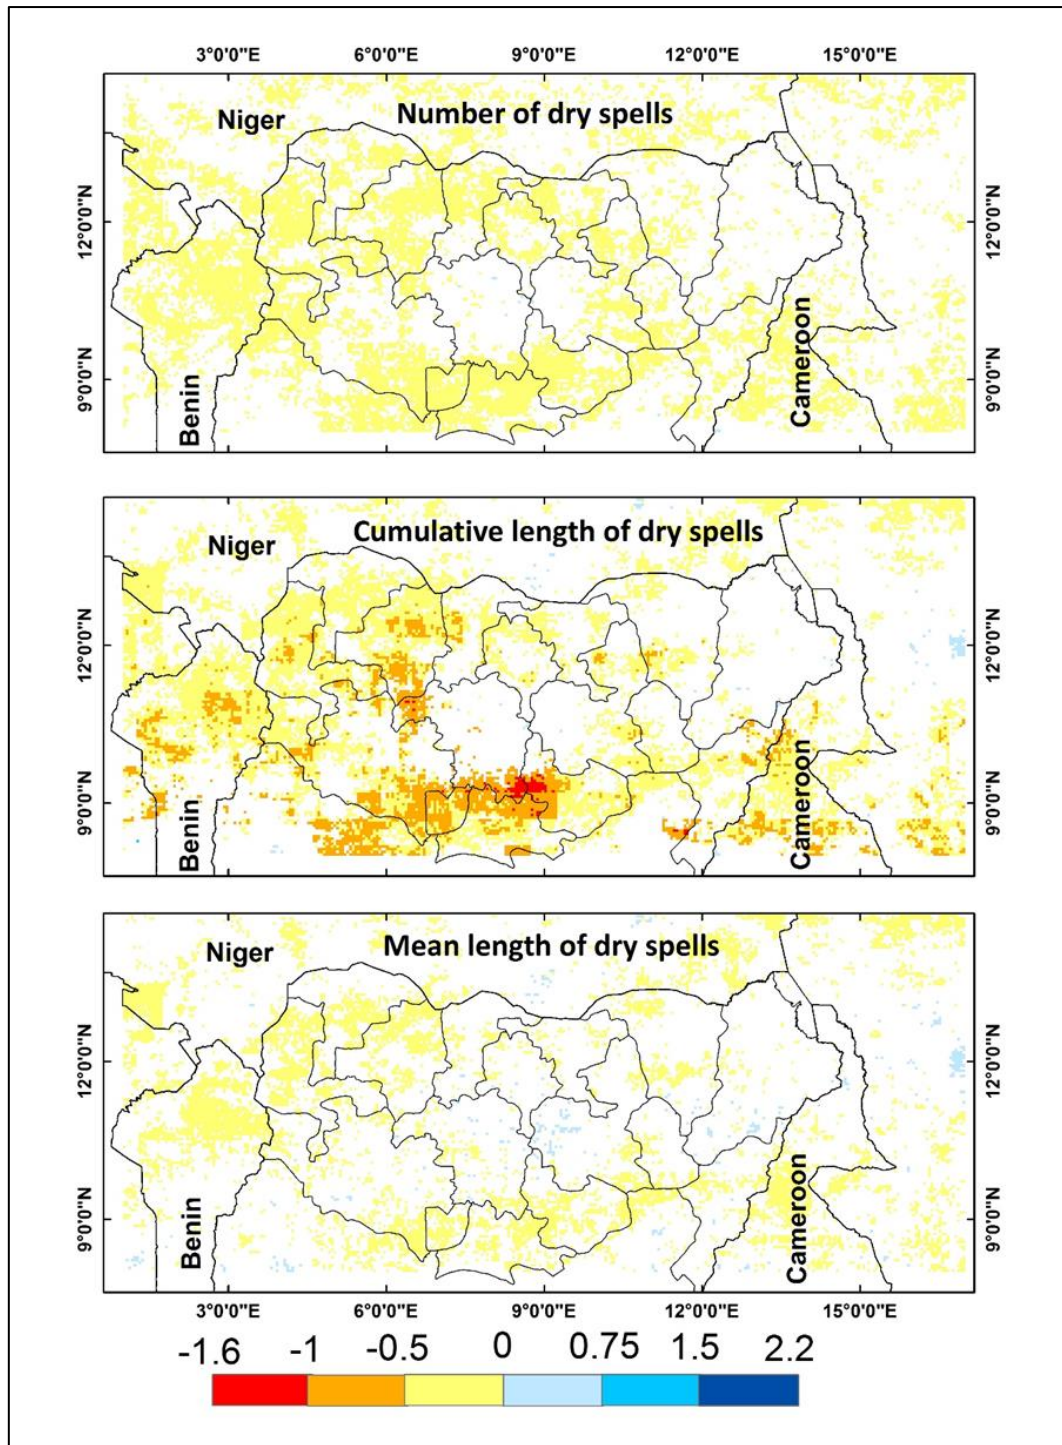 3°0'0"E 6°0'0"E 9°0'0"E 12°0'0"E 15°0'0"E
Niger Number of dry spells
12°0'0"N 12°0'0"N
9°0'0"N 9°0'0"N
Benin Cameroon
Niger Cumulative length of dry spells
12°0'0"N 12°0'0"N
9°0'0"N 9°0'0"N
Benin Cameroon
Niger Mean length of dry spells
12°0'0"N 12°0'0"N
9°0'0"N 9°0'0"N
Benin Cameroon
3°0'0"E 6°0'0"E 9°0'0"E 12°0'0"E 15°0'0"E
-1.6 -1 -0.5 0 0.75 1.5 2.2